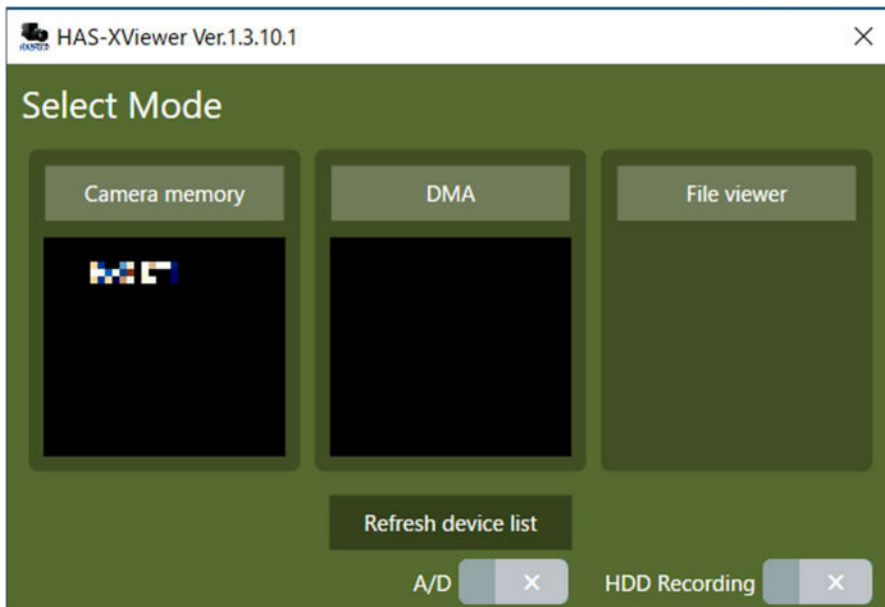 HAS-XViewer Ver.1.3.10.1
Select Mode
Camera memory
DMA
File viewer
Refresh device list
A/D
HDD Recording